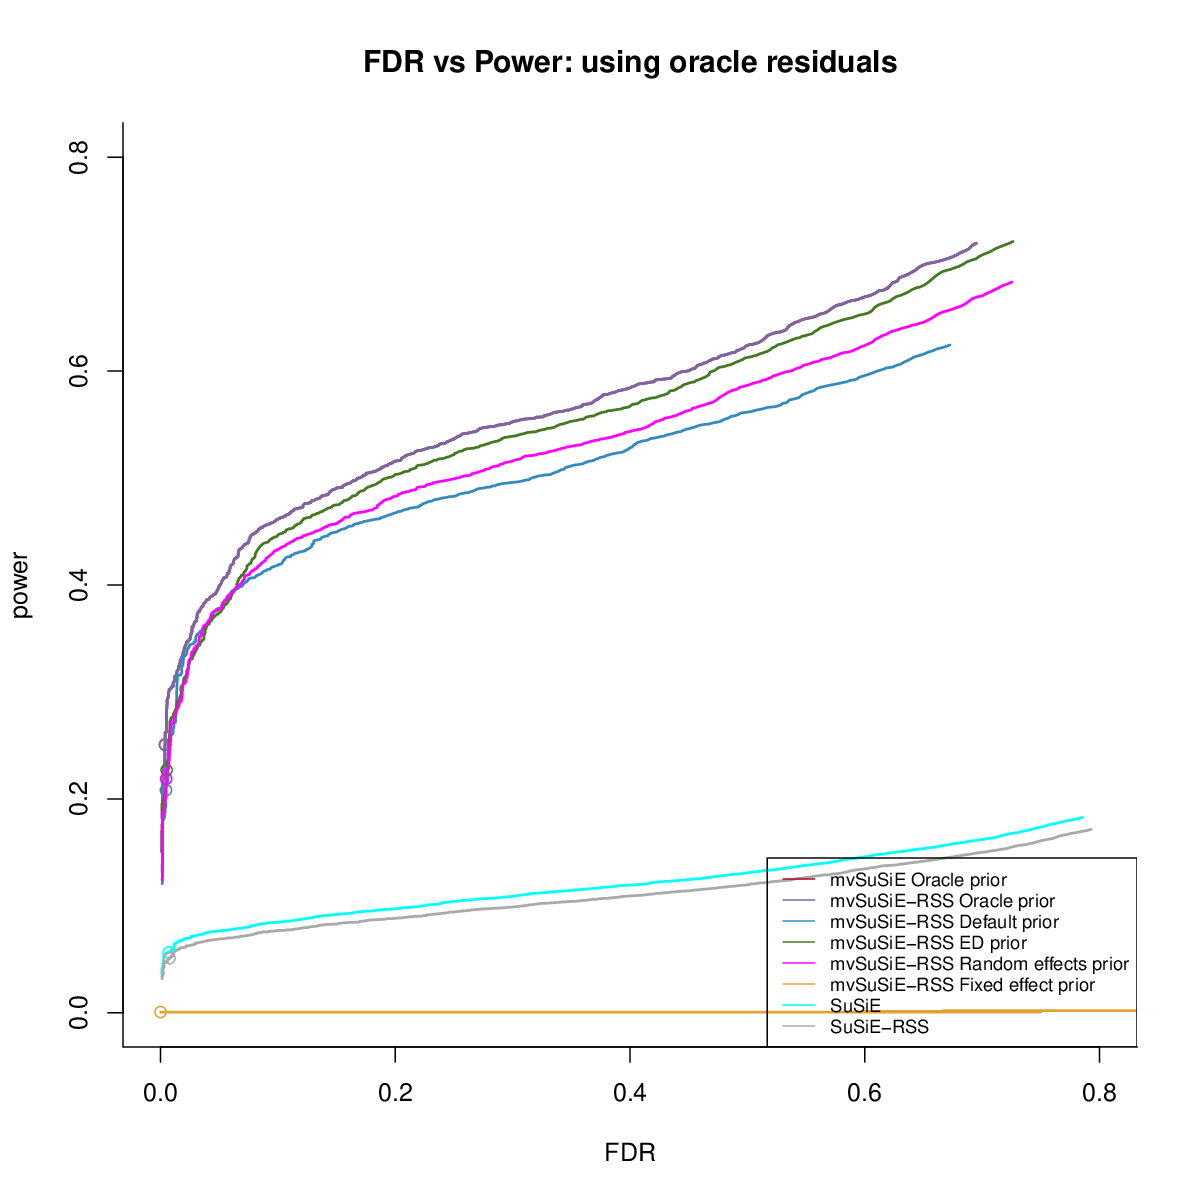 FDR vs Power: using oracle residuals
power
0.8
0.6
0.4
0.2
0.0
mvSuSiE Oracle prior
mvSuSiE−RSS Oracle prior
mvSuSiE−RSS Default prior
mvSuSiE−RSS ED prior
mvSuSiE−RSS Random effects prior
mvSuSiE−RSS Fixed effect prior
SuSiE
SuSiE−RSS
0.0 0.2 0.4 0.6 0.8
FDR